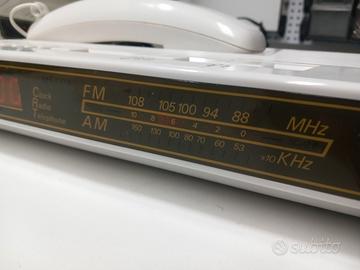 FM 108 105 100 94 88 MHz
Clock
Radio
Telephone
10 8 6 4 2 0
AM 160 130 100 80 70 60 53 x10 KHz
subito